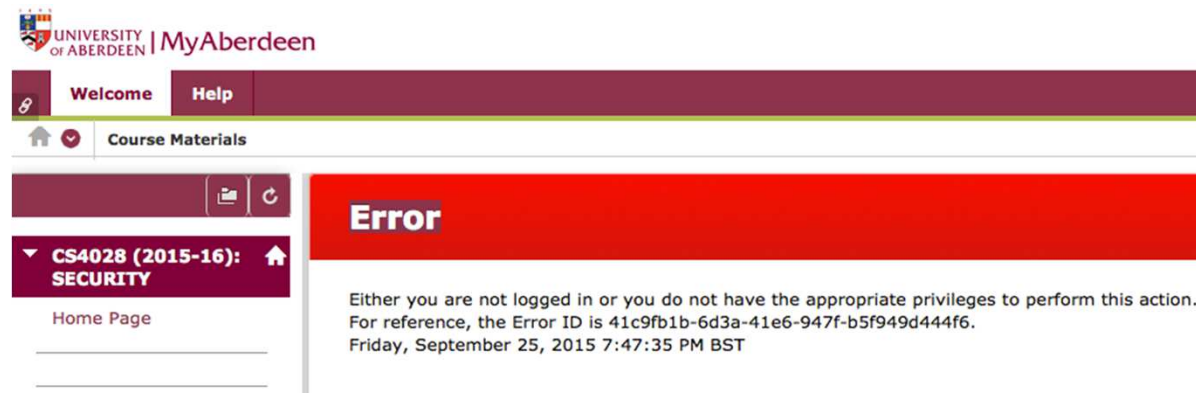 UNIVERSITY
OF ABERDEEN | MyAberdeen
Welcome Help
Course Materials
Error
CS4028 (2015-16):
SECURITY
Home Page
Either you are not logged in or you do not have the appropriate privileges to perform this action.
For reference, the Error ID is 41c9fb1b-6d3a-41e6-947f-b5f949d444f6.
Friday, September 25, 2015 7:47:35 PM BST